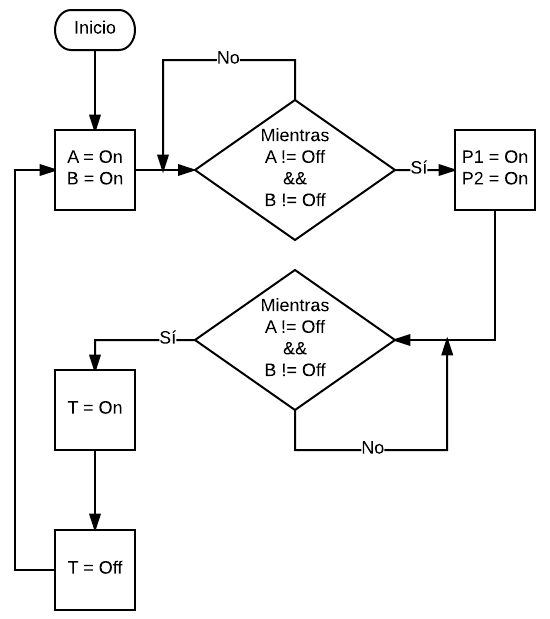 Inicio
No
A = On
B = On
Mientras
A != Off
&&
B != Off
Sí
P1 = On
P2 = On
Mientras
A != Off
&&
B != Off
Sí
No
T = On
T = Off